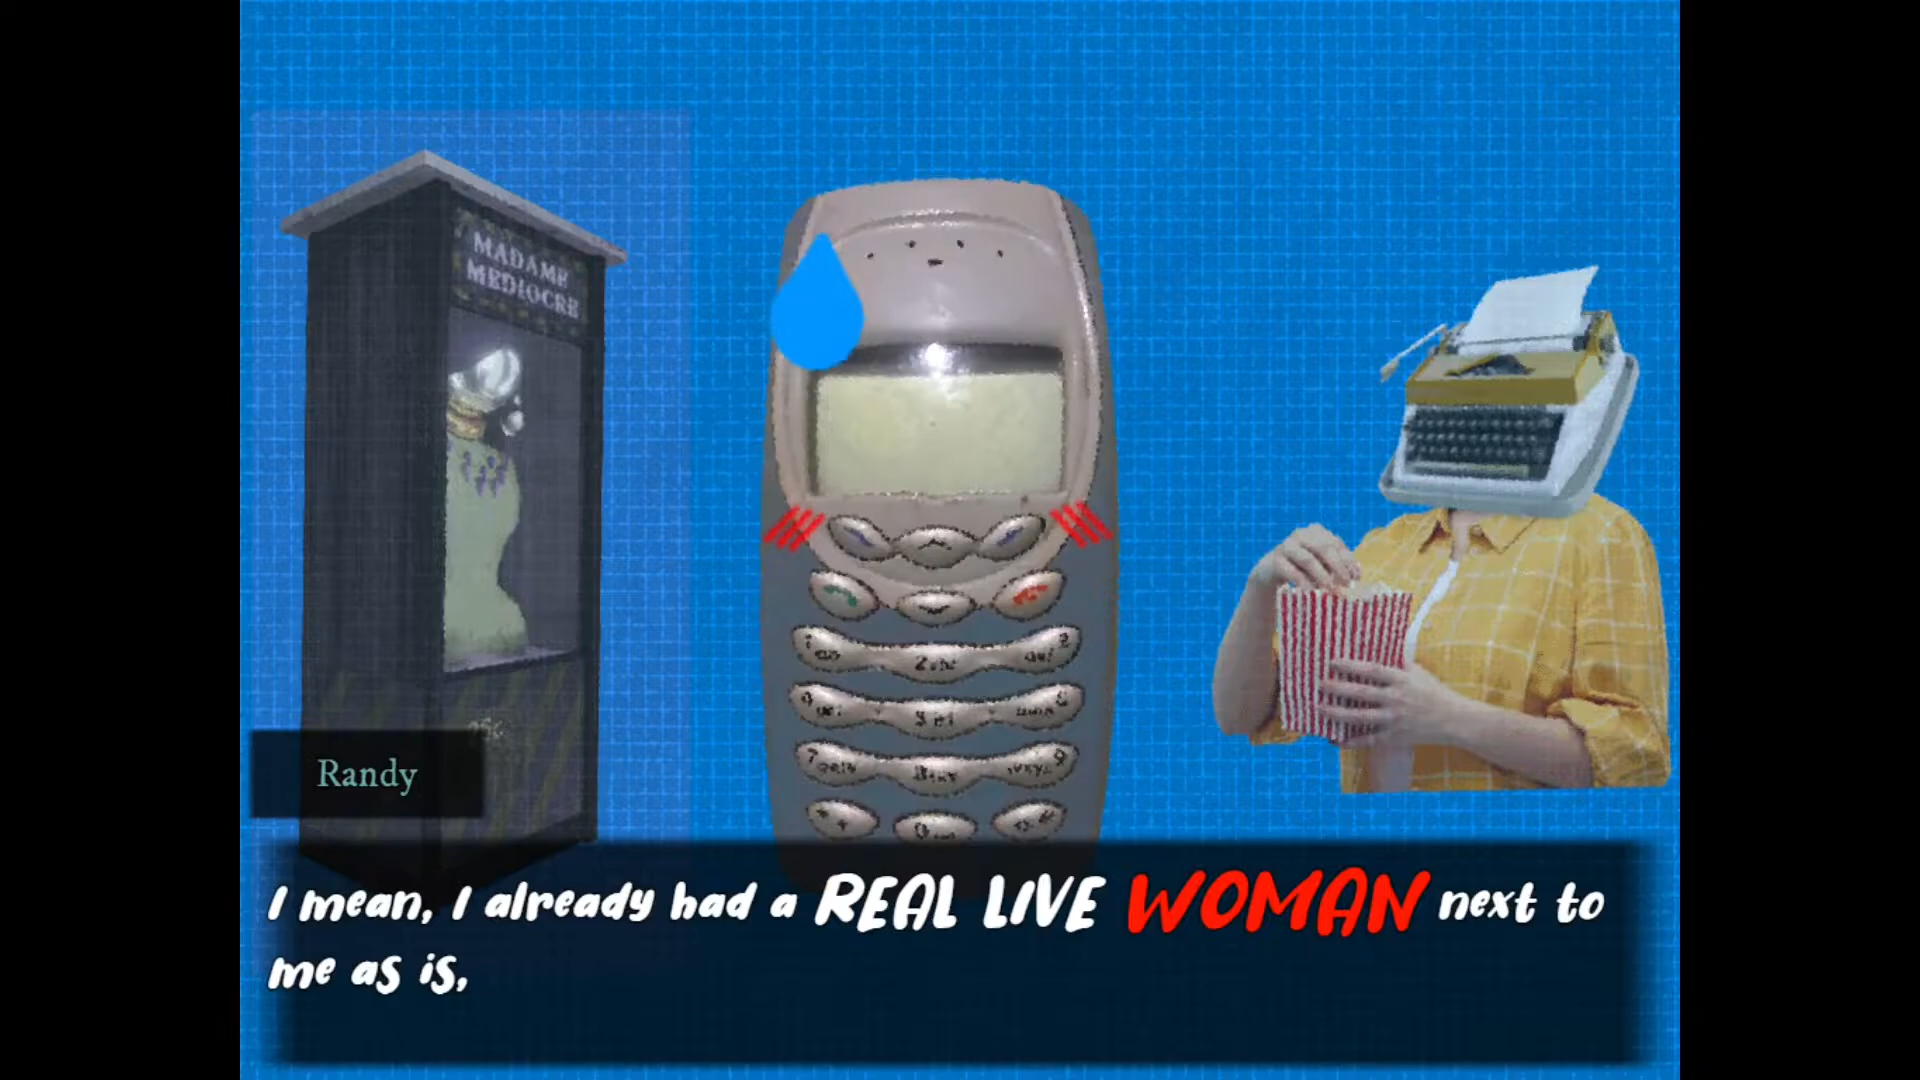 MADAME
MEDIOCRE
Randy
I mean, I already had a REAL LIVE WOMAN next to
me as is,